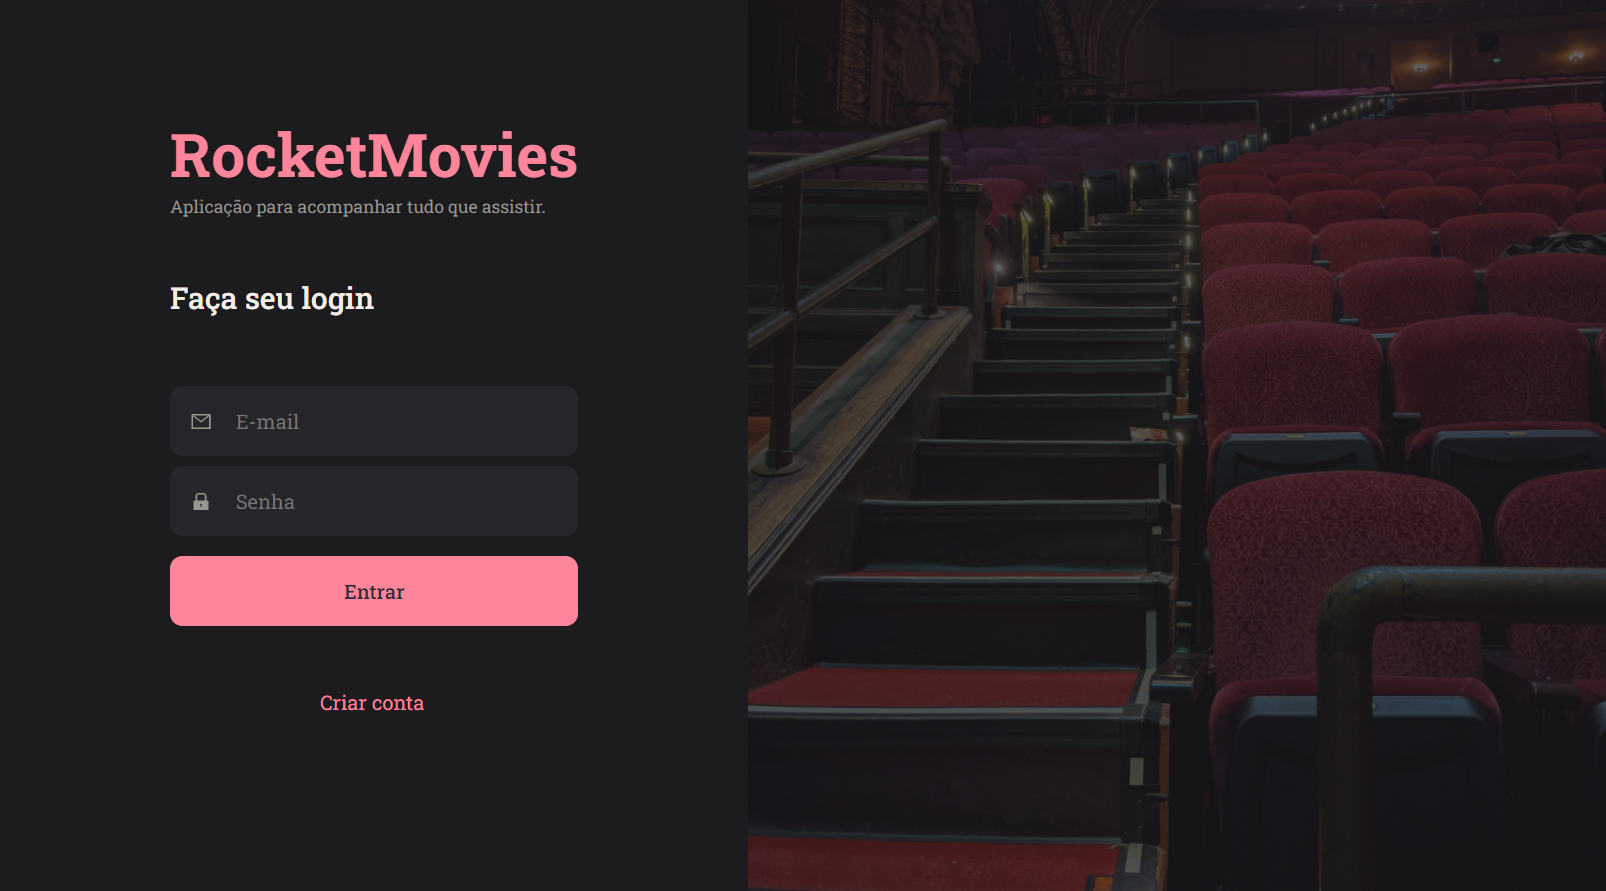 RocketMovies
Aplicação para acompanhar tudo que assistir.
Faça seu login
E-mail
Senha
Entrar
Criar conta